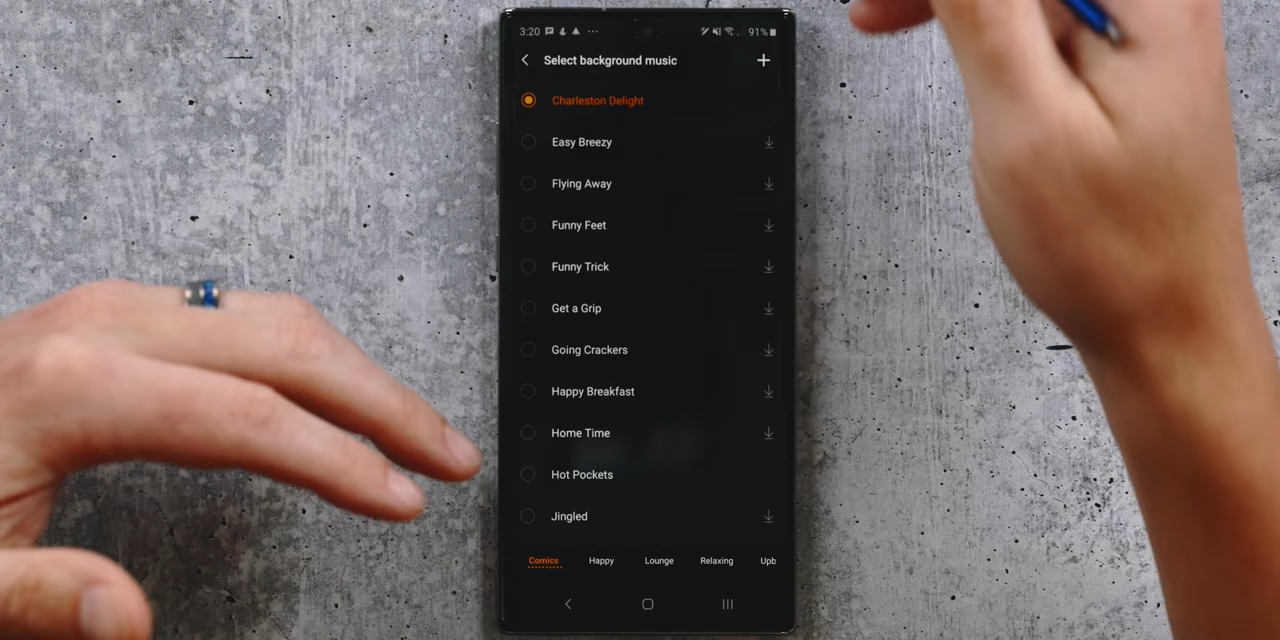 3:20 91%
Select background music
Charleston Delight
Easy Breezy
Flying Away
Funny Feet
Funny Trick
Get a Grip
Going Crackers
Happy Breakfast
Home Time
Hot Pockets
Jingled
Comics Happy Lounge Relaxing Upb